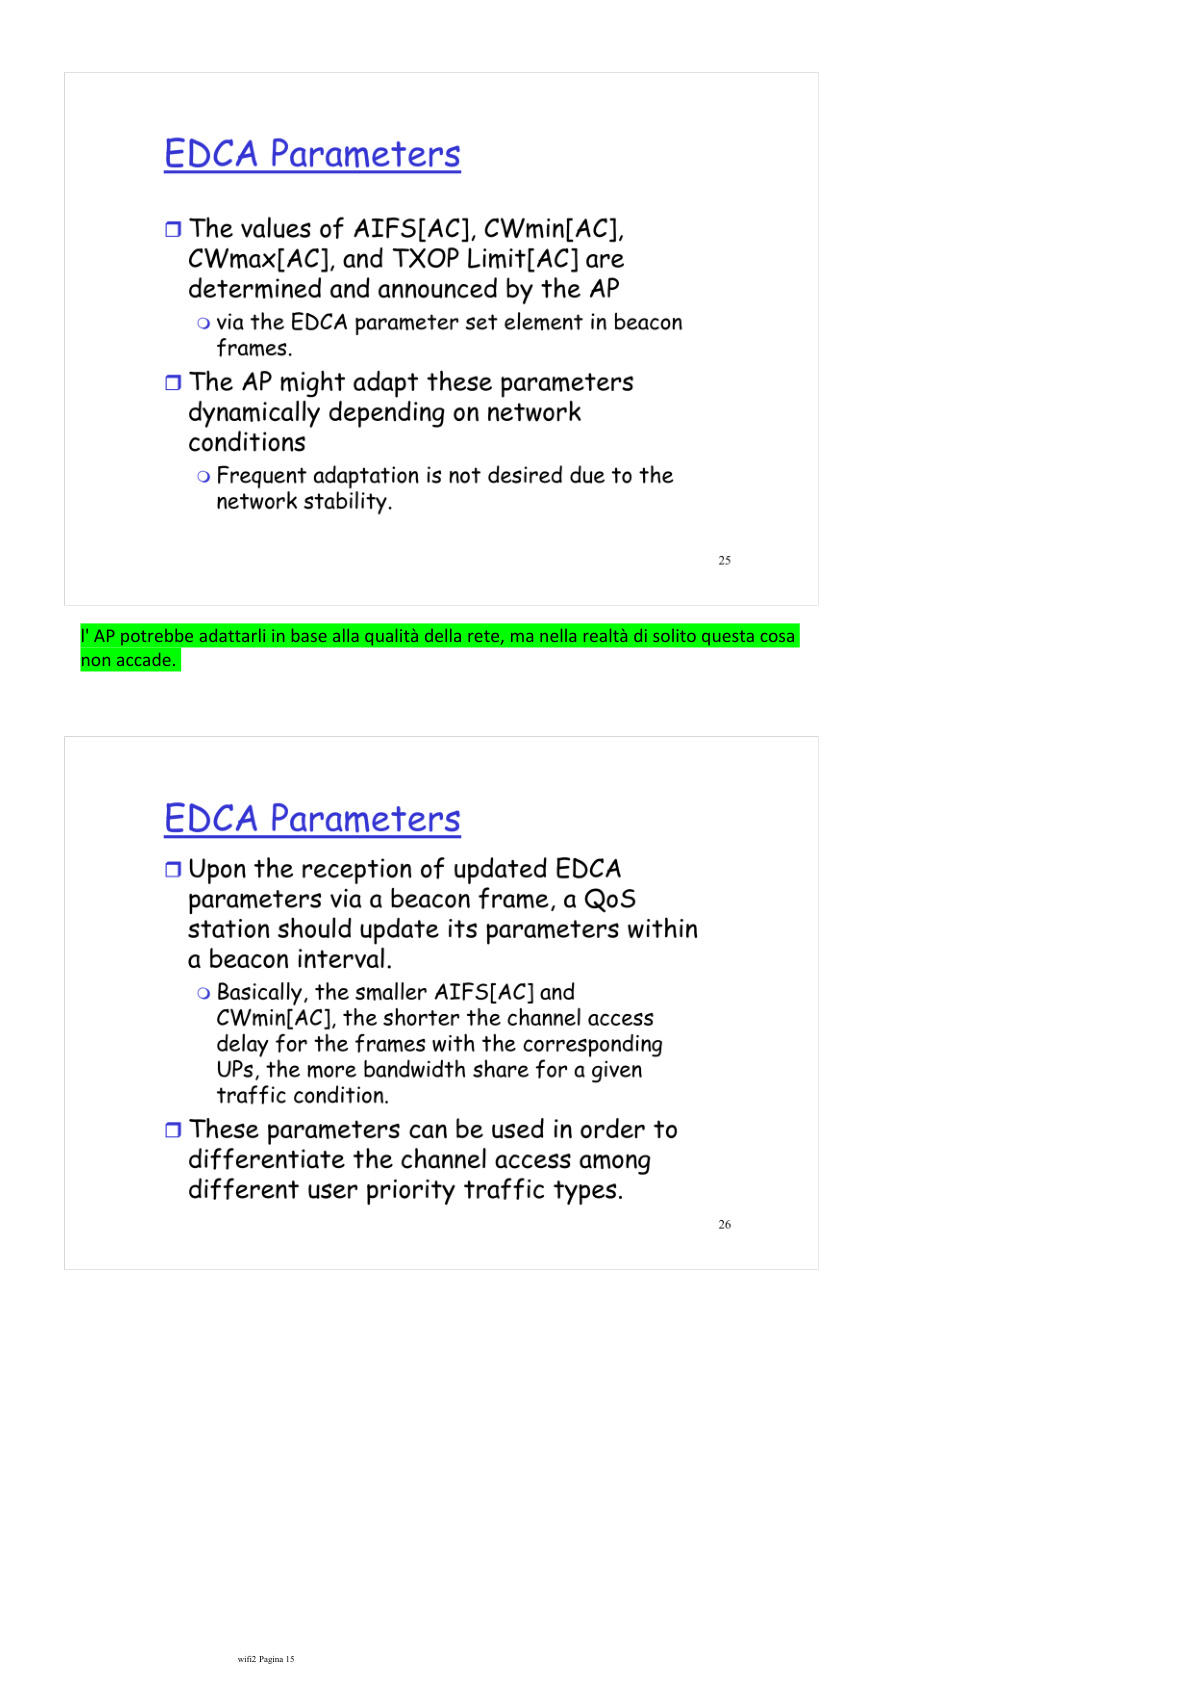 EDCA Parameters
The values of AIFS[AC], CWmin[AC],
CWmax[AC], and TXOP Limit[AC] are
determined and announced by the AP
via the EDCA parameter set element in beacon
frames.
The AP might adapt these parameters
dynamically depending on network
conditions
Frequent adaptation is not desired due to the
network stability.
25
l' AP potrebbe adattarli in base alla qualità della rete, ma nella realtà di solito questa cosa
non accade.
EDCA Parameters
Upon the reception of updated EDCA
parameters via a beacon frame, a QoS
station should update its parameters within
a beacon interval.
Basically, the smaller AIFS[AC] and
CWmin[AC], the shorter the channel access
delay for the frames with the corresponding
UPs, the more bandwidth share for a given
traffic condition.
These parameters can be used in order to
differentiate the channel access among
different user priority traffic types.
26
wifi2 Pagina 15